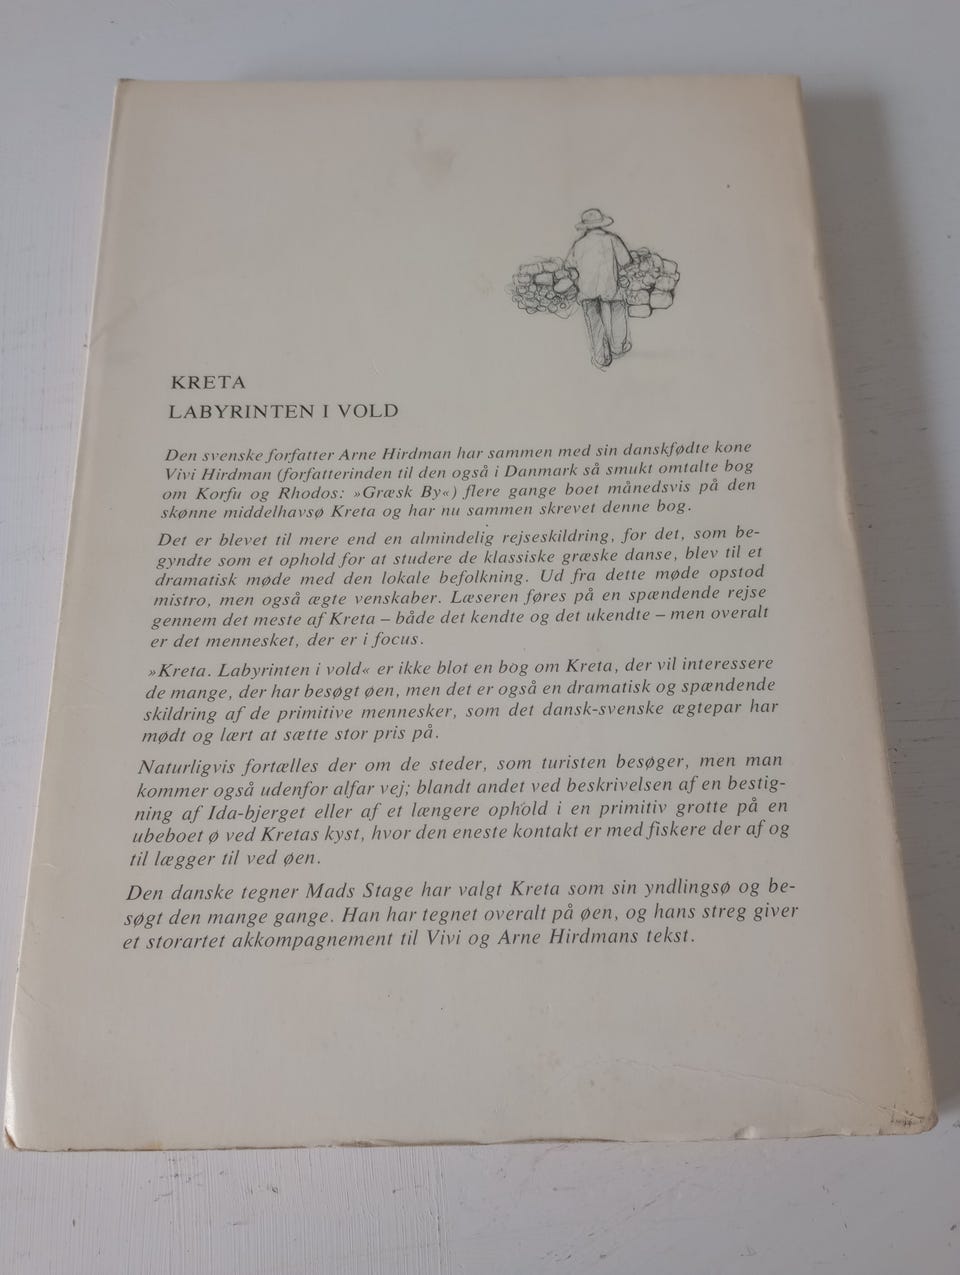 KRETA
LABYRINTEN I VOLD
Den svenske forfatter Arne Hirdman har sammen med sin danskfødte kone
Vivi Hirdman (forfatterinden til den også i Danmark så smukt omtalte bog
om Korfu og Rhodos: »Græsk By«) flere gange boet månedsvis på den
skønne middelhavsø Kreta og har nu sammen skrevet denne bog.
Det er blevet til mere end en almindelig rejseskildring, for det, som be-
gyndte som et ophold for at studere de klassiske græske danse, blev til et
dramatisk møde med den lokale befolkning. Ud fra dette møde opstod
mistro, men også ægte venskaber. Læseren føres på en spændende rejse
gennem det meste af Kreta – både det kendte og det ukendte – men overalt
er det mennesket, der er i focus.
»Kreta. Labyrinten i vold« er ikke blot en bog om Kreta, der vil interessere
de mange, der har besøgt øen, men det er også en dramatisk og spændende
skildring af de primitive mennesker, som det dansk-svenske ægtepar har
mødt og lært at sætte stor pris på.
Naturligvis fortælles der om de steder, som turisten besøger, men man
kommer også udenfor alfar vej; blandt andet ved beskrivelsen af en bestig-
ning af Ida-bjerget eller af et længere ophold i en primitiv grotte på en
ubeboet ø ved Kretas kyst, hvor den eneste kontakt er med fiskere der af og
til lægger til ved øen.
Den danske tegner Mads Stage har valgt Kreta som sin yndlingsø og be-
søgt den mange gange. Han har tegnet overalt på øen, og hans streg giver
et storartet akkompagnement til Vivi og Arne Hirdmans tekst.